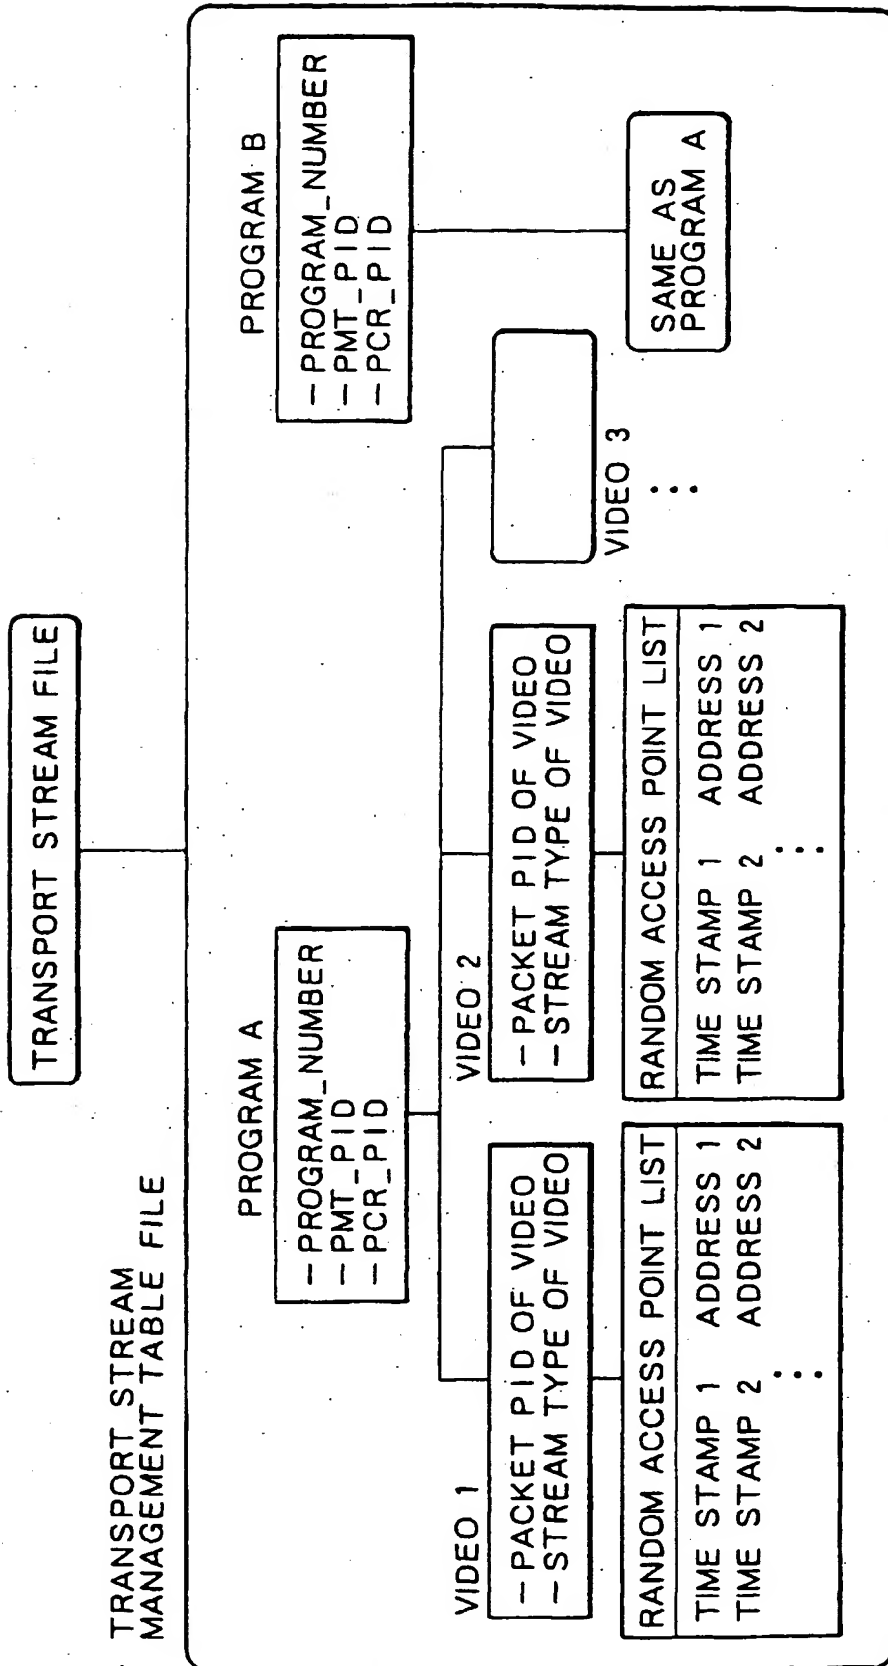 TRANSPORT STREAM FILE
TRANSPORT STREAM
MANAGEMENT TABLE FILE
PROGRAM A
– PROGRAM_NUMBER
– PMT_PID
– PCR_PID
PROGRAM B
– PROGRAM_NUMBER
– PMT_PID
– PCR_PID
VIDEO 1
– PACKET PID OF VIDEO
– STREAM TYPE OF VIDEO
RANDOM ACCESS POINT LIST
TIME STAMP 1 ADDRESS 1
TIME STAMP 2 ADDRESS 2
⋮
VIDEO 2
– PACKET PID OF VIDEO
– STREAM TYPE OF VIDEO
RANDOM ACCESS POINT LIST
TIME STAMP 1 ADDRESS 1
TIME STAMP 2 ADDRESS 2
⋮
VIDEO 3
⋮
SAME AS
PROGRAM A